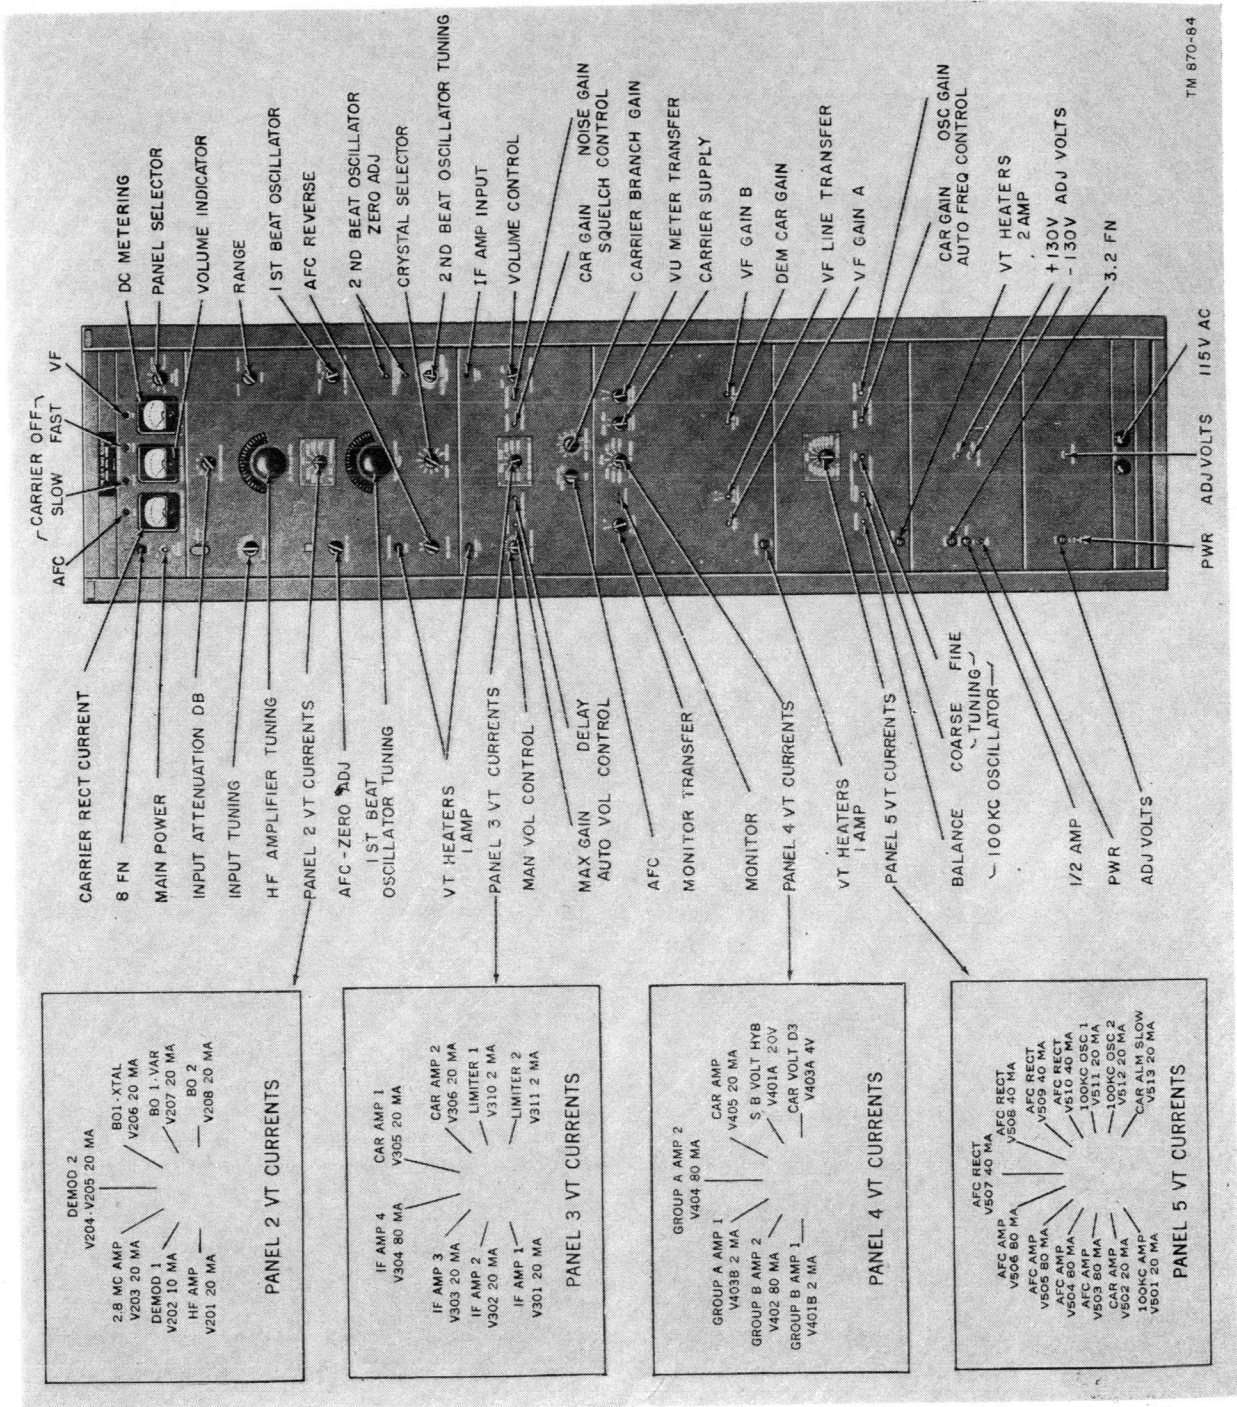 AFC
CARRIER OFF
SLOW FAST
VF
DC METERING
PANEL SELECTOR
VOLUME INDICATOR
RANGE
1ST BEAT OSCILLATOR
AFC REVERSE
2 ND BEAT OSCILLATOR
ZERO ADJ
CRYSTAL SELECTOR
2 ND BEAT OSCILLATOR TUNING
IF AMP INPUT
VOLUME CONTROL
CAR GAIN NOISE GAIN
SQUELCH CONTROL
CARRIER BRANCH GAIN
VU METER TRANSFER
CARRIER SUPPLY
VF GAIN B
DEM CAR GAIN
VF LINE TRANSFER
VF GAIN A
CAR GAIN OSC GAIN
AUTO FREQ CONTROL
VT HEATERS
2 AMP
+130V
-130V ADJ VOLTS
3.2 FN
PWR ADJ VOLTS 115V AC
CARRIER RECT CURRENT
8 FN
MAIN POWER
INPUT ATTENUATION DB
INPUT TUNING
HF AMPLIFIER TUNING
PANEL 2 VT CURRENTS
AFC-ZERO ADJ
1 ST BEAT
OSCILLATOR TUNING
VT HEATERS
1 AMP
PANEL 3 VT CURRENTS
MAN VOL CONTROL
MAX GAIN DELAY
AUTO VOL CONTROL
AFC
MONITOR TRANSFER
MONITOR
PANEL 4 VT CURRENTS
VT HEATERS
1 AMP
PANEL 5 VT CURRENTS
BALANCE COARSE FINE
TUNING
100KC OSCILLATOR
1/2 AMP
PWR
ADJ VOLTS
DEMOD 2
V204-V205 20 MA
2.8 MC AMP
V203 20 MA
DEMOD 1
V202 10 MA
HF AMP
V201 20 MA
BO1-XTAL
V206 20 MA
BO 1-VAR
V207 20 MA
BO 2
V208 20 MA
PANEL 2 VT CURRENTS
IF AMP 4
V304 80 MA
IF AMP 3
V303 20 MA
IF AMP 2
V302 20 MA
IF AMP 1
V301 20 MA
CAR AMP 1
V305 20 MA
CAR AMP 2
V306 20 MA
LIMITER 1
V310 2 MA
LIMITER 2
V311 2 MA
PANEL 3 VT CURRENTS
GROUP A AMP 2
V404 80 MA
GROUP A AMP 1
V403B 2 MA
GROUP B AMP 2
V402 80 MA
GROUP B AMP 1
V401B 2 MA
CAR AMP
V405 20 MA
S B VOLT HYB
V401A 20V
CAR VOLT D3
V403A 4V
PANEL 4 VT CURRENTS
AFC RECT
V507 40 MA
AFC AMP
V506 80 MA
AFC AMP
V505 80 MA
AFC AMP
V504 80 MA
AFC AMP
V503 80 MA
CAR AMP
V502 20 MA
100KC AMP
V501 20 MA
AFC RECT
V508 40 MA
AFC RECT
V509 40 MA
AFC RECT
V510 40 MA
100KC OSC 1
V511 20 MA
100KC OSC 2
V512 20 MA
CAR ALM SLOW
V513 20 MA
PANEL 5 VT CURRENTS
TM 870-84